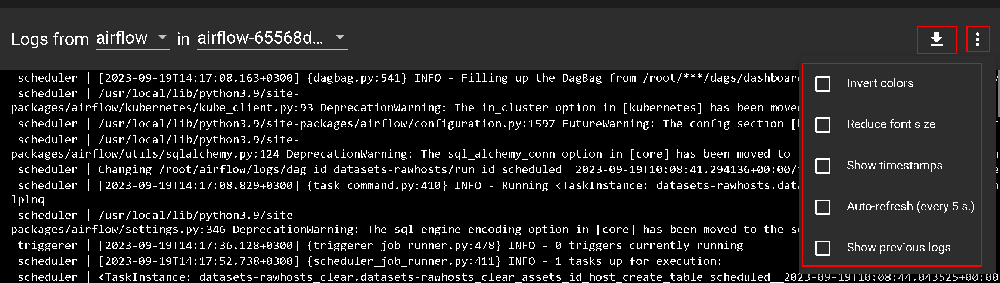 Logs from airflow in airflow-65568d...
scheduler | [2023-09-19T14:17:08.163+0300] {dagbag.py:541} INFO - Filling up the DagBag from /root/***/dags/dashboar
scheduler | /usr/local/lib/python3.9/site-
packages/airflow/kubernetes/kube_client.py:93 DeprecationWarning: The in_cluster option in [kubernetes] has been move
scheduler | /usr/local/lib/python3.9/site-packages/airflow/configuration.py:1597 FutureWarning: The config section [
scheduler | /usr/local/lib/python3.9/site-
packages/airflow/utils/sqlalchemy.py:124 DeprecationWarning: The sql_alchemy_conn option in [core] has been moved to
scheduler | Changing /root/airflow/logs/dag_id=datasets-rawhosts/run_id=scheduled__2023-09-19T10:08:41.294136+00:00/
scheduler | [2023-09-19T14:17:08.829+0300] {task_command.py:410} INFO - Running <TaskInstance: datasets-rawhosts.data
lplnq
scheduler | /usr/local/lib/python3.9/site-
packages/airflow/settings.py:346 DeprecationWarning: The sql_engine_encoding option in [core] has been moved to the s
triggerer | [2023-09-19T14:17:36.128+0300] {triggerer_job_runner.py:478} INFO - 0 triggers currently running
scheduler | [2023-09-19T14:17:52.738+0300] {scheduler_job_runner.py:411} INFO - 1 tasks up for execution:
scheduler | <TaskInstance: datasets-rawhosts_clear.datasets-rawhosts_clear_assets_id_host_create_table scheduled__2023-09-19T10:08:44.043525+00:00
Invert colors
Reduce font size
Show timestamps
Auto-refresh (every 5 s.)
Show previous logs